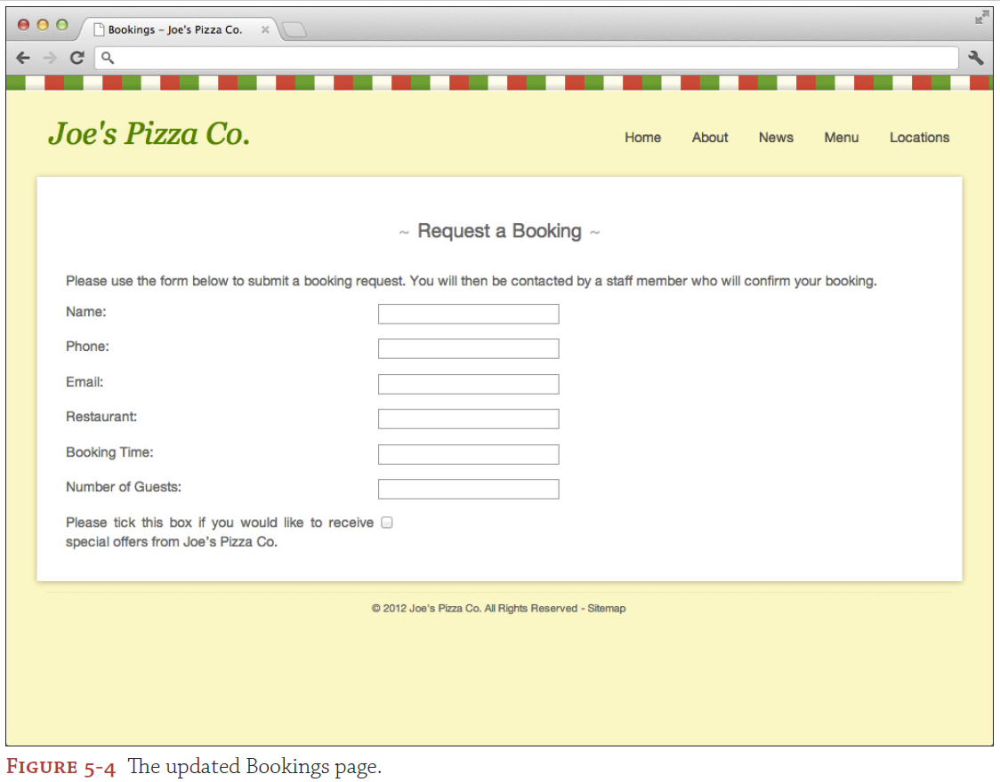 Bookings – Joe's Pizza Co.
Joe's Pizza Co.
Home About News Menu Locations
~ Request a Booking ~
Please use the form below to submit a booking request. You will then be contacted by a staff member who will confirm your booking.
Name:
Phone:
Email:
Restaurant:
Booking Time:
Number of Guests:
Please tick this box if you would like to receive
special offers from Joe’s Pizza Co.
© 2012 Joe's Pizza Co. All Rights Reserved - Sitemap
FIGURE 5-4 The updated Bookings page.